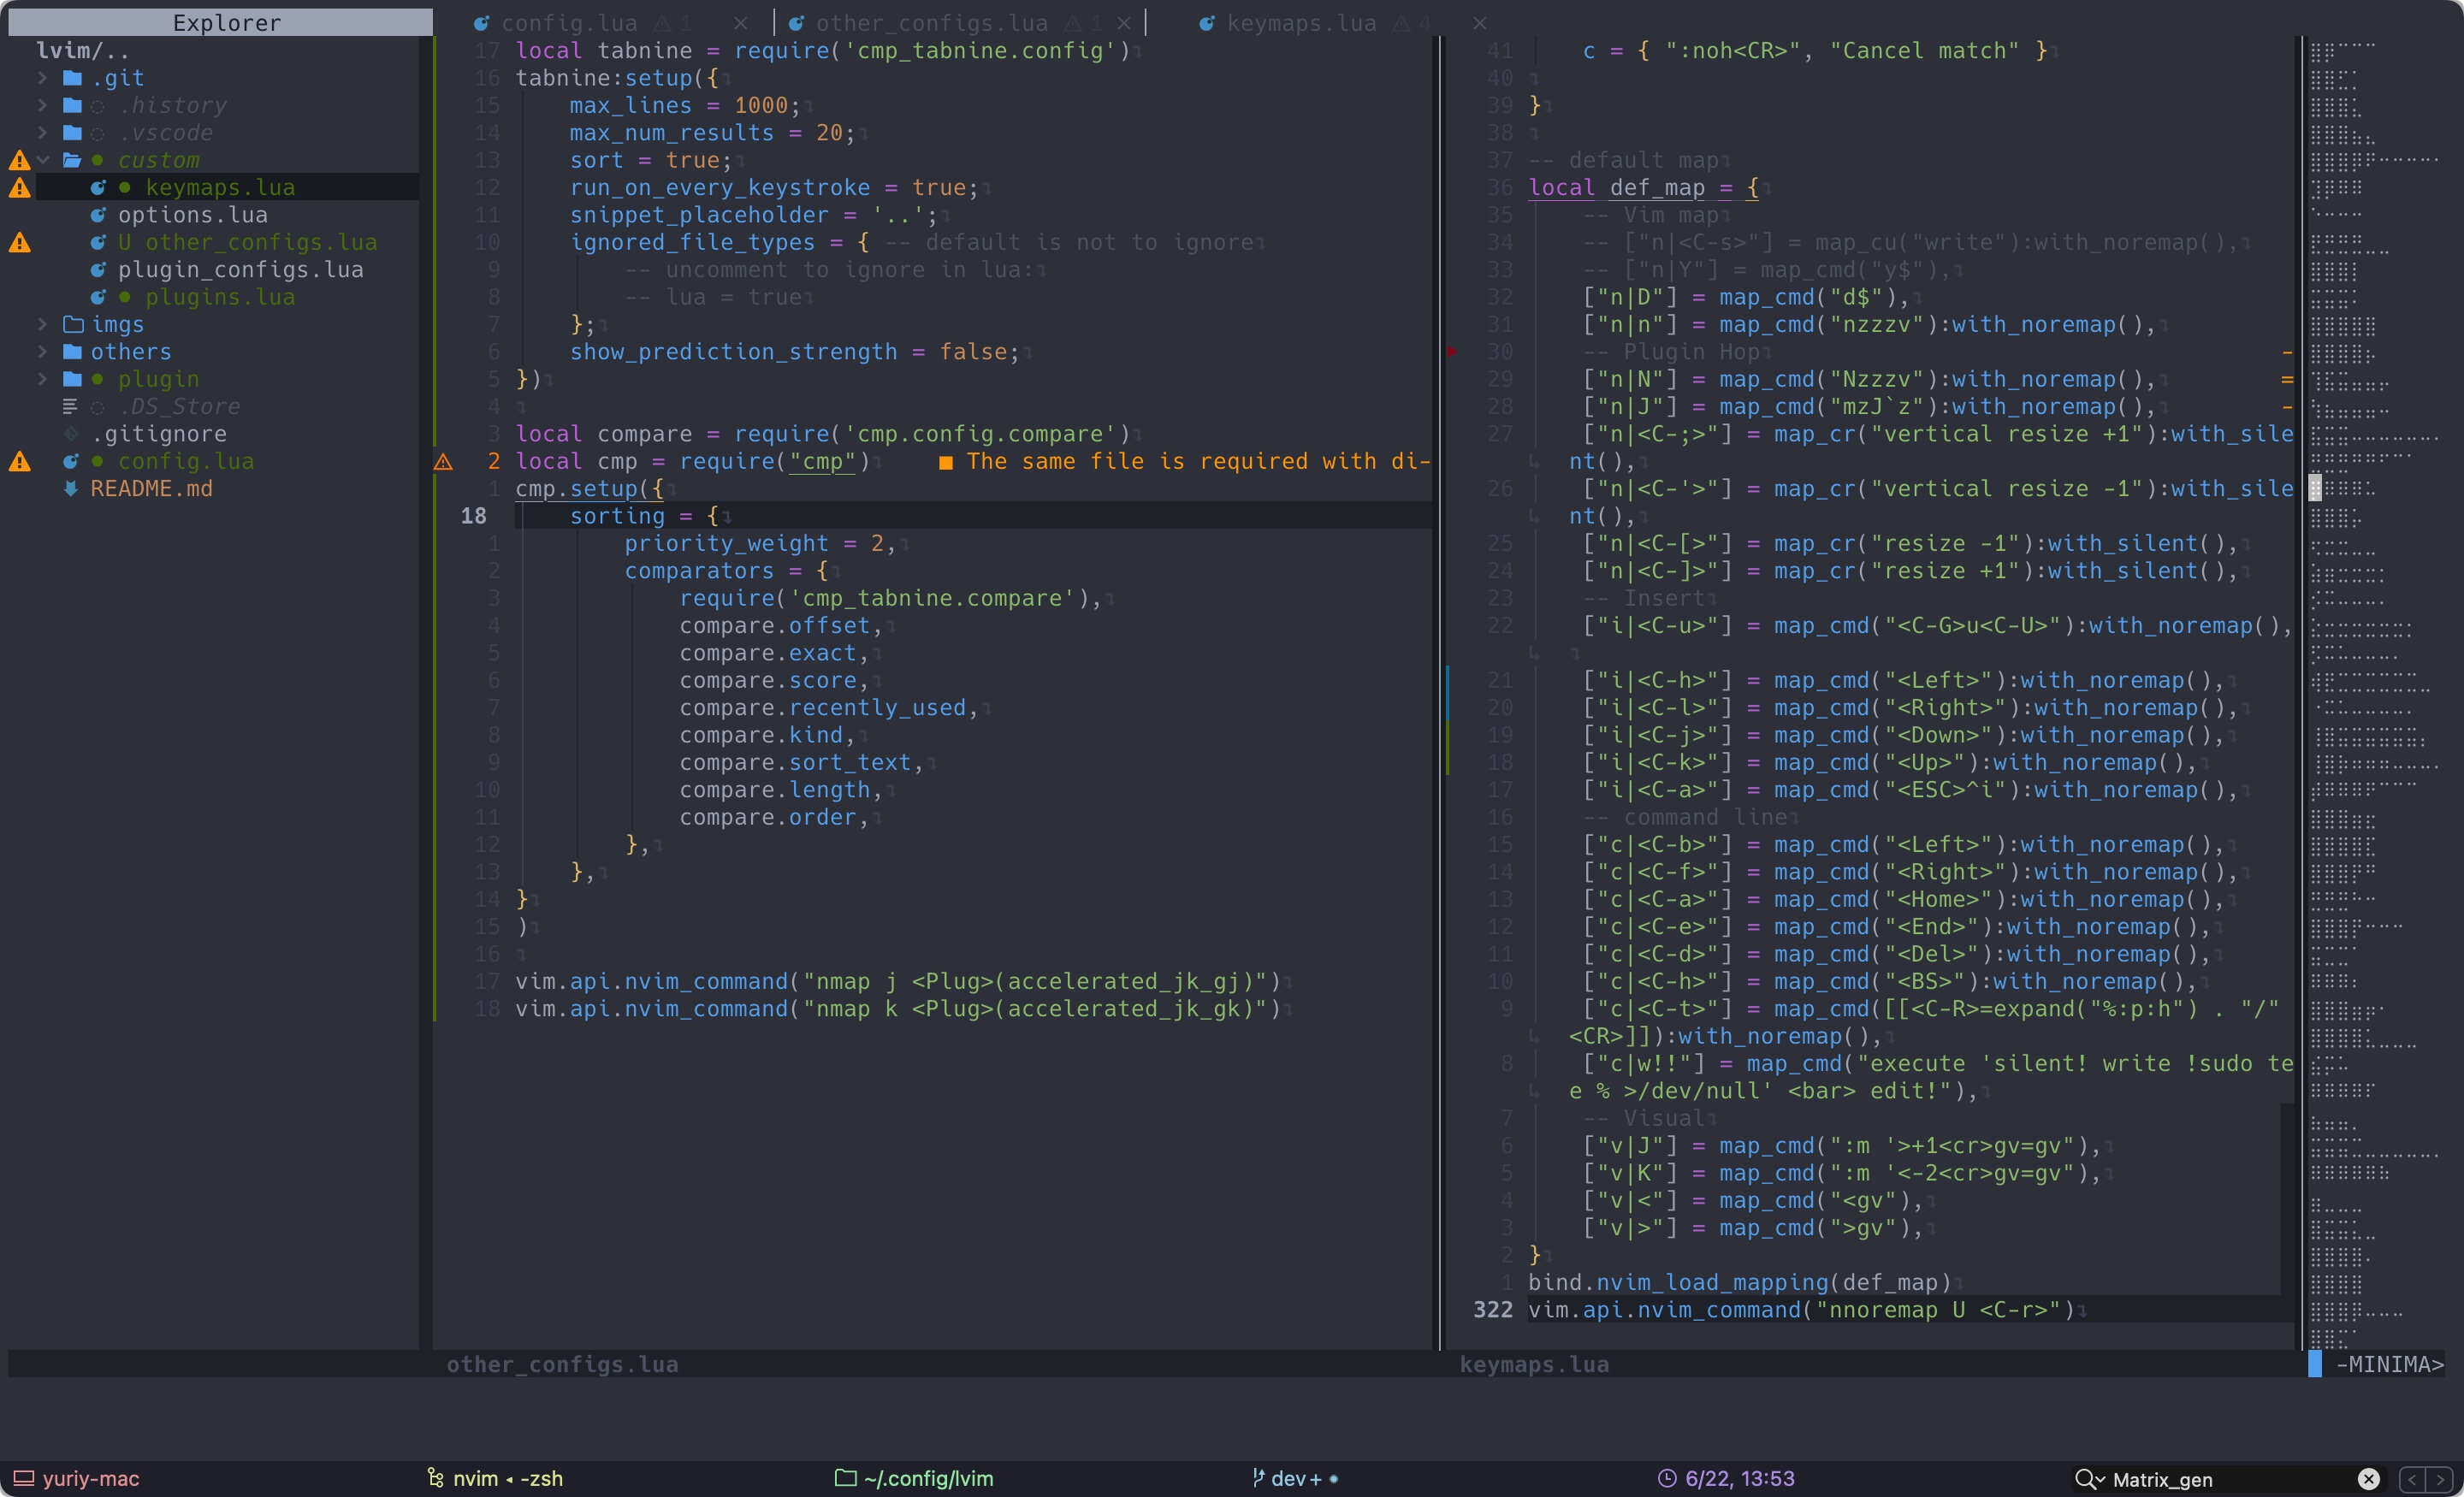 Explorer
config.lua 1 × other_configs.lua 1 × keymaps.lua 4 ×
lvim/..
.git
.history
.vscode
custom
keymaps.lua
options.lua
U other_configs.lua
plugin_configs.lua
plugins.lua
imgs
others
plugin
.DS_Store
.gitignore
config.lua
README.md
17 local tabnine = require('cmp_tabnine.config')
16 tabnine:setup({
15 max_lines = 1000;
14 max_num_results = 20;
13 sort = true;
12 run_on_every_keystroke = true;
11 snippet_placeholder = '..';
10 ignored_file_types = { -- default is not to ignore
9 -- uncomment to ignore in lua:
8 -- lua = true
7 };
6 show_prediction_strength = false;
5 })
4
3 local compare = require('cmp.config.compare')
2 local cmp = require("cmp") ■ The same file is required with di-
1 cmp.setup({
18 sorting = {
1 priority_weight = 2,
2 comparators = {
3 require('cmp_tabnine.compare'),
4 compare.offset,
5 compare.exact,
6 compare.score,
7 compare.recently_used,
8 compare.kind,
9 compare.sort_text,
10 compare.length,
11 compare.order,
12 },
13 },
14 }
15 )
16
17 vim.api.nvim_command("nmap j <Plug>(accelerated_jk_gj)")
18 vim.api.nvim_command("nmap k <Plug>(accelerated_jk_gk)")
41 c = { ":noh<CR>", "Cancel match" }
40
39 }
38
37 -- default map
36 local def_map = {
35 -- Vim map
34 -- ["n|<C-s>"] = map_cu("write"):with_noremap(),
33 -- ["n|Y"] = map_cmd("y$"),
32 ["n|D"] = map_cmd("d$"),
31 ["n|n"] = map_cmd("nzzzv"):with_noremap(),
30 -- Plugin Hop
29 ["n|N"] = map_cmd("Nzzzv"):with_noremap(),
28 ["n|J"] = map_cmd("mzJ`z"):with_noremap(),
27 ["n|<C-;>"] = map_cr("vertical resize +1"):with_sile
nt(),
26 ["n|<C-'>"] = map_cr("vertical resize -1"):with_sile
nt(),
25 ["n|<C-[>"] = map_cr("resize -1"):with_silent(),
24 ["n|<C-]>"] = map_cr("resize +1"):with_silent(),
23 -- Insert
22 ["i|<C-u>"] = map_cmd("<C-G>u<C-U>"):with_noremap(),
21 ["i|<C-h>"] = map_cmd("<Left>"):with_noremap(),
20 ["i|<C-l>"] = map_cmd("<Right>"):with_noremap(),
19 ["i|<C-j>"] = map_cmd("<Down>"):with_noremap(),
18 ["i|<C-k>"] = map_cmd("<Up>"):with_noremap(),
17 ["i|<C-a>"] = map_cmd("<ESC>^i"):with_noremap(),
16 -- command line
15 ["c|<C-b>"] = map_cmd("<Left>"):with_noremap(),
14 ["c|<C-f>"] = map_cmd("<Right>"):with_noremap(),
13 ["c|<C-a>"] = map_cmd("<Home>"):with_noremap(),
12 ["c|<C-e>"] = map_cmd("<End>"):with_noremap(),
11 ["c|<C-d>"] = map_cmd("<Del>"):with_noremap(),
10 ["c|<C-h>"] = map_cmd("<BS>"):with_noremap(),
9 ["c|<C-t>"] = map_cmd([[<C-R>=expand("%:p:h") . "/"
<CR>]]):with_noremap(),
8 ["c|w!!"] = map_cmd("execute 'silent! write !sudo te
e % >/dev/null' <bar> edit!"),
7 -- Visual
6 ["v|J"] = map_cmd(":m '>+1<cr>gv=gv"),
5 ["v|K"] = map_cmd(":m '<-2<cr>gv=gv"),
4 ["v|<"] = map_cmd("<gv"),
3 ["v|>"] = map_cmd(">gv"),
2 }
1 bind.nvim_load_mapping(def_map)
322 vim.api.nvim_command("nnoremap U <C-r>")
other_configs.lua keymaps.lua -MINIMA>
yuriy-mac nvim ◂ -zsh ~/.config/lvim dev+ • 6/22, 13:53 Matrix_gen